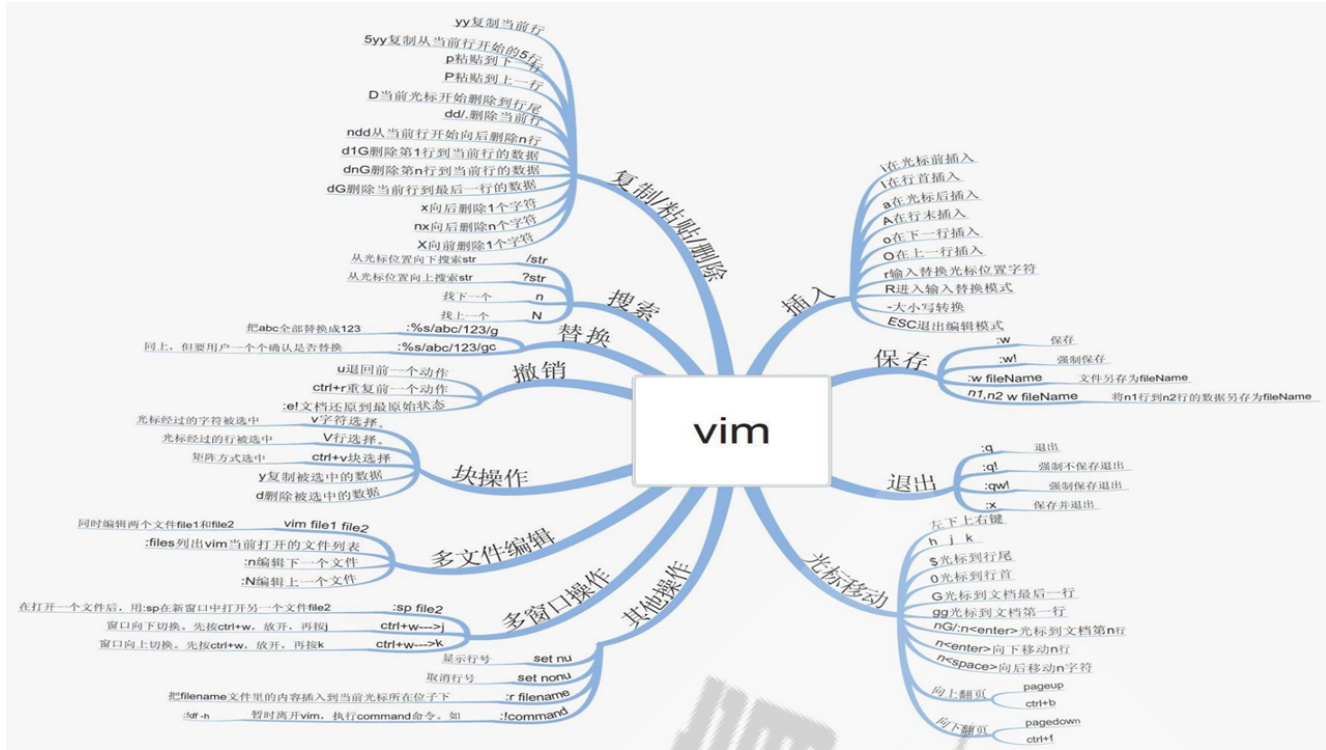 yy复制当前行
5yy复制从当前行开始的5行
p粘贴到下一行
P粘贴到上一行
D当前光标开始删除到行尾
dd/.删除当前行
ndd从当前行开始向后删除n行
d1G删除第1行到当前行的数据
dnG删除第n行到当前行的数据
dG删除当前行到最后一行的数据
x向后删除1个字符
nx向后删除n个字符
X向前删除1个字符
复制/粘贴/删除
从光标位置向下搜索str /str
从光标位置向上搜索str ?str
找下一个 n
找上一个 N
搜索
把abc全部替换成123 :%s/abc/123/g
同上，但要用户一个个确认是否替换 :%s/abc/123/gc
替换
u退回前一个动作
ctrl+r重复前一个动作
:e!文档还原到最原始状态
撤销
光标经过的字符被选中 v字符选择。
光标经过的行被选中 V行选择。
矩阵方式选中 ctrl+v块选择
y复制被选中的数据
d删除被选中的数据
块操作
同时编辑两个文件file1和file2 vim file1 file2
:files列出vim当前打开的文件列表
:n编辑下一个文件
:N编辑上一个文件
多文件编辑
在打开一个文件后，用:sp在新窗口中打开另一个文件file2 :sp file2
窗口向下切换。先按ctrl+w，放开，再按j ctrl+w--->j
窗口向上切换。先按ctrl+w，放开，再按k ctrl+w--->k
多窗口操作
显示行号 set nu
取消行号 set nonu
把filename文件里的内容插入到当前光标所在位子下 :r filename
:!df -h 暂时离开vim，执行command命令。如 :!command
其他操作
vim
i在光标前插入
I在行首插入
a在光标后插入
A在行末插入
o在下一行插入
O在上一行插入
r输入替换光标位置字符
R进入输入替换模式
~大小写转换
ESC退出编辑模式
插入
:w 保存
:w! 强制保存
:w fileName 文件另存为fileName
n1,n2 w fileName 将n1行到n2行的数据另存为fileName
保存
:q 退出
:q! 强制不保存退出
:qw! 强制保存退出
:x 保存并退出
退出
左下上右键
h j k
$光标到行尾
0光标到行首
G光标到文档最后一行
gg光标到文档第一行
nG/:n<enter>光标到文档第n行
n<enter>向下移动n行
n<space>向后移动n字符
向上翻页 pageup
ctrl+b
向下翻页 pagedown
ctrl+f
光标移动